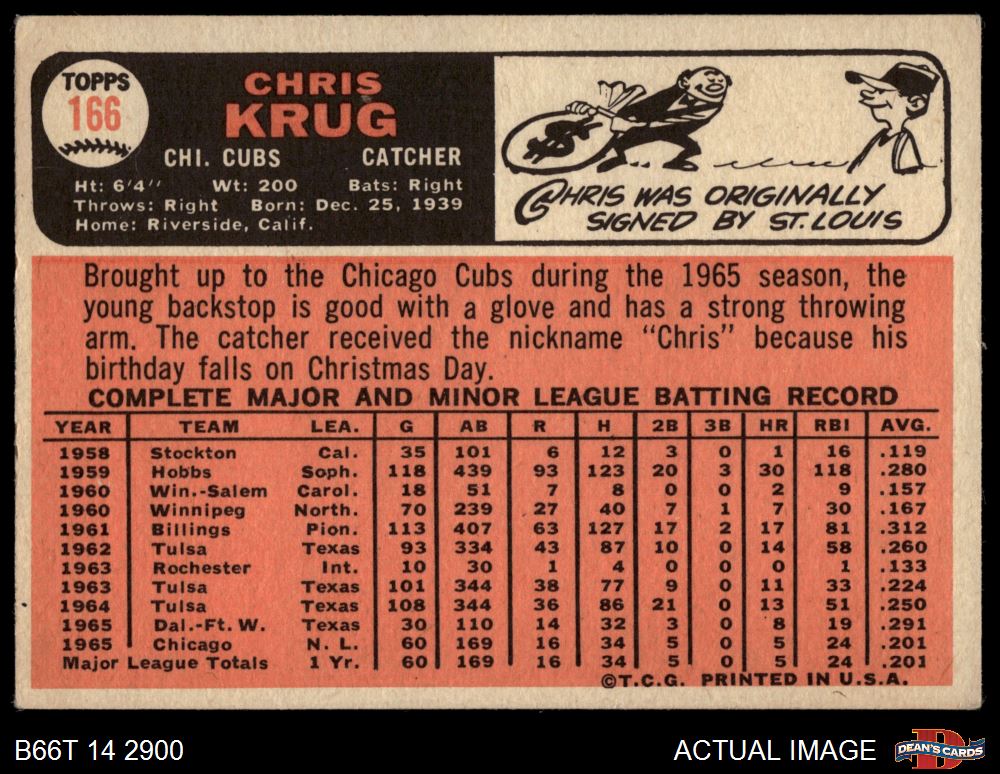 TOPPS
166
CHRIS
KRUG
CHI. CUBS CATCHER
Ht: 6'4" Wt: 200 Bats: Right
Throws: Right Born: Dec. 25, 1939
Home: Riverside, Calif.
$
CHRIS WAS ORIGINALLY
SIGNED BY ST. LOUIS
Brought up to the Chicago Cubs during the 1965 season, the
young backstop is good with a glove and has a strong throwing
arm. The catcher received the nickname "Chris" because his
birthday falls on Christmas Day.
COMPLETE MAJOR AND MINOR LEAGUE BATTING RECORD
YEAR TEAM LEA. G AB R H 2B 3B HR RBI AVG.
1958 Stockton Cal. 35 101 6 12 3 0 1 16 .119
1959 Hobbs Soph. 118 439 93 123 20 3 30 118 .280
1960 Win.-Salem Carol. 18 51 7 8 0 0 2 9 .157
1960 Winnipeg North. 70 239 27 40 7 1 7 30 .167
1961 Billings Pion. 113 407 63 127 17 2 17 81 .312
1962 Tulsa Texas 93 334 43 87 10 0 14 58 .260
1963 Rochester Int. 10 30 1 4 0 0 0 1 .133
1963 Tulsa Texas 101 344 38 77 9 0 11 33 .224
1964 Tulsa Texas 108 344 36 86 21 0 13 51 .250
1965 Dal.-Ft. W. Texas 30 110 14 32 3 0 8 19 .291
1965 Chicago N. L. 60 169 16 34 5 0 5 24 .201
Major League Totals 1 Yr. 60 169 16 34 5 0 5 24 .201
©T.C.G. PRINTED IN U.S.A.
B66T 14 2900 ACTUAL IMAGE
D
DEAN'S CARDS